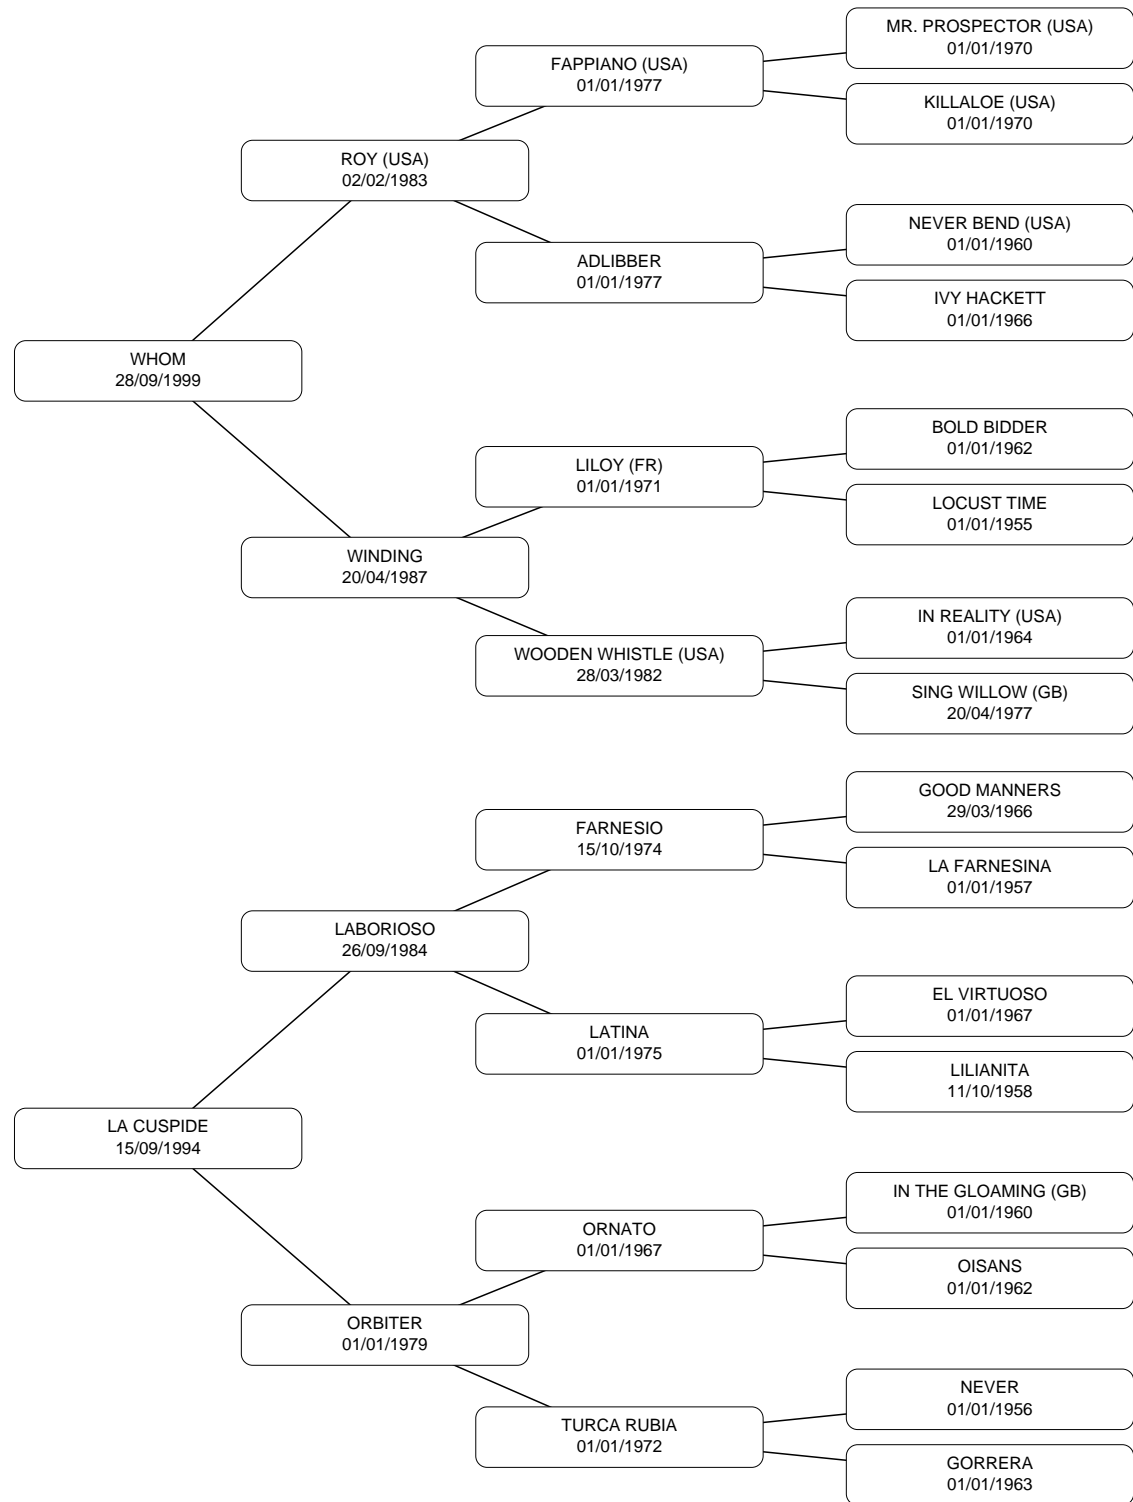 MR. PROSPECTOR (USA)
01/01/1970
FAPPIANO (USA)
01/01/1977
KILLALOE (USA)
01/01/1970
ROY (USA)
02/02/1983
NEVER BEND (USA)
01/01/1960
ADLIBBER
01/01/1977
IVY HACKETT
01/01/1966
WHOM
28/09/1999
BOLD BIDDER
01/01/1962
LILOY (FR)
01/01/1971
LOCUST TIME
01/01/1955
WINDING
20/04/1987
IN REALITY (USA)
01/01/1964
WOODEN WHISTLE (USA)
28/03/1982
SING WILLOW (GB)
20/04/1977
GOOD MANNERS
29/03/1966
FARNESIO
15/10/1974
LA FARNESINA
01/01/1957
LABORIOSO
26/09/1984
EL VIRTUOSO
01/01/1967
LATINA
01/01/1975
LILIANITA
11/10/1958
LA CUSPIDE
15/09/1994
IN THE GLOAMING (GB)
01/01/1960
ORNATO
01/01/1967
OISANS
01/01/1962
ORBITER
01/01/1979
NEVER
01/01/1956
TURCA RUBIA
01/01/1972
GORRERA
01/01/1963